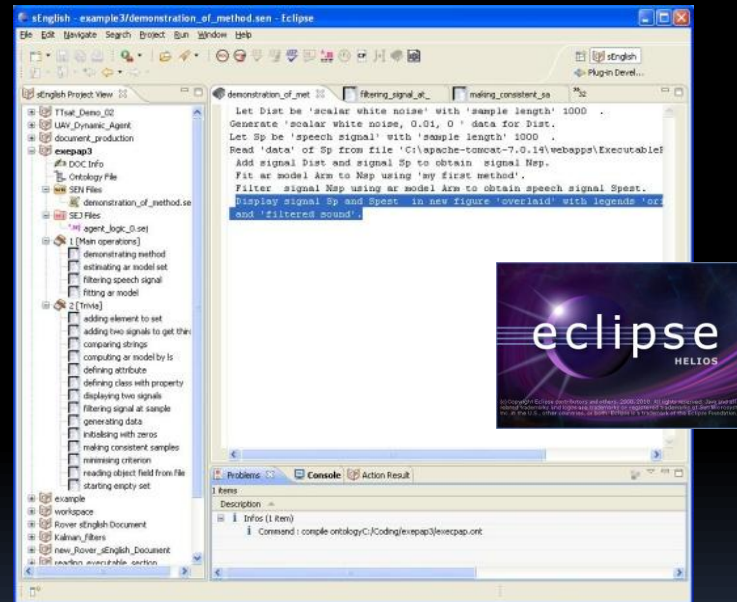 sEnglish - example3/demonstration_of_method.sen - Eclipse
File Edit Navigate Search Project Run Window Help
sEnglish
Plug-in Devel...
sEnglish Project View
demonstration_of_met
filtering_signal_at_
making_consistent_sa
32
TTsat_Demo_02
UAV_Dynamic_Agent
document_production
exepap3
DOC Info
Ontology File
SEN Files
demonstration_of_method.se
SEJ Files
agent_logic_0.sej
1 [Main operations]
demonstrating method
estimating ar model set
filtering speech signal
fitting ar model
2 [Trivia]
adding element to set
adding two signals to get third
comparing strings
computing ar model by ls
defining attribute
defining class with property
displaying two signals
filtering signal at sample
generating data
initialising with zeros
making consistent samples
minimising criterion
reading object field from file
starting empty set
example
workspace
Rover sEnglish Document
Kalman_filters
new_Rover_sEnglish_Document
reading executable section
Let Dist be 'scalar white noise' with 'sample length' 1000 .
Generate 'scalar white noise, 0.01, 0 ' data for Dist.
Let Sp be 'speech signal' with 'sample length' 1000 .
Read 'data' of Sp from file 'C:\apache-tomcat-7.0.14\webapps\ExecutableP
Add signal Dist and signal Sp to obtain signal Nsp.
Fit ar model Arm to Nsp using 'my first method'.
Filter signal Nsp using ar model Arm to obtain speech signal Spest.
Display signal Sp and Spest in new figure 'overlaid' with legends 'ori
and 'filtered sound'.
eclipse
HELIOS
Problems Console Action Result
1 items
Description
Infos (1 item)
Command : compile ontologyC:/Coding/exepap3/execpap.ont